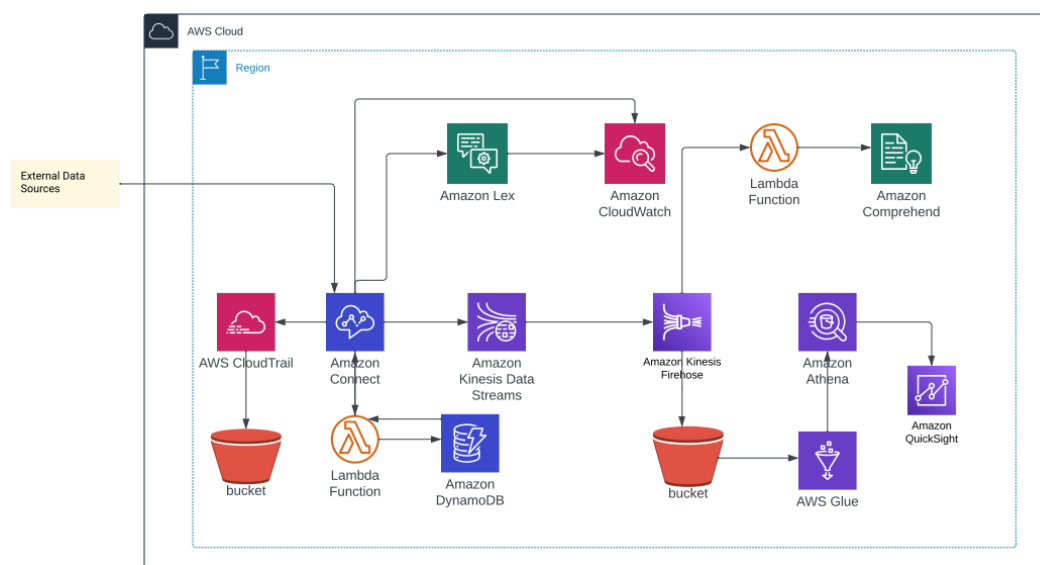 AWS Cloud
Region
External Data
Sources
Amazon Lex
Amazon
CloudWatch
Lambda
Function
Amazon
Comprehend
AWS CloudTrail
Amazon
Connect
Amazon
Kinesis Data
Streams
Amazon Kinesis
Firehose
Amazon
Athena
Amazon
QuickSight
bucket
Lambda
Function
Amazon
DynamoDB
bucket
AWS Glue